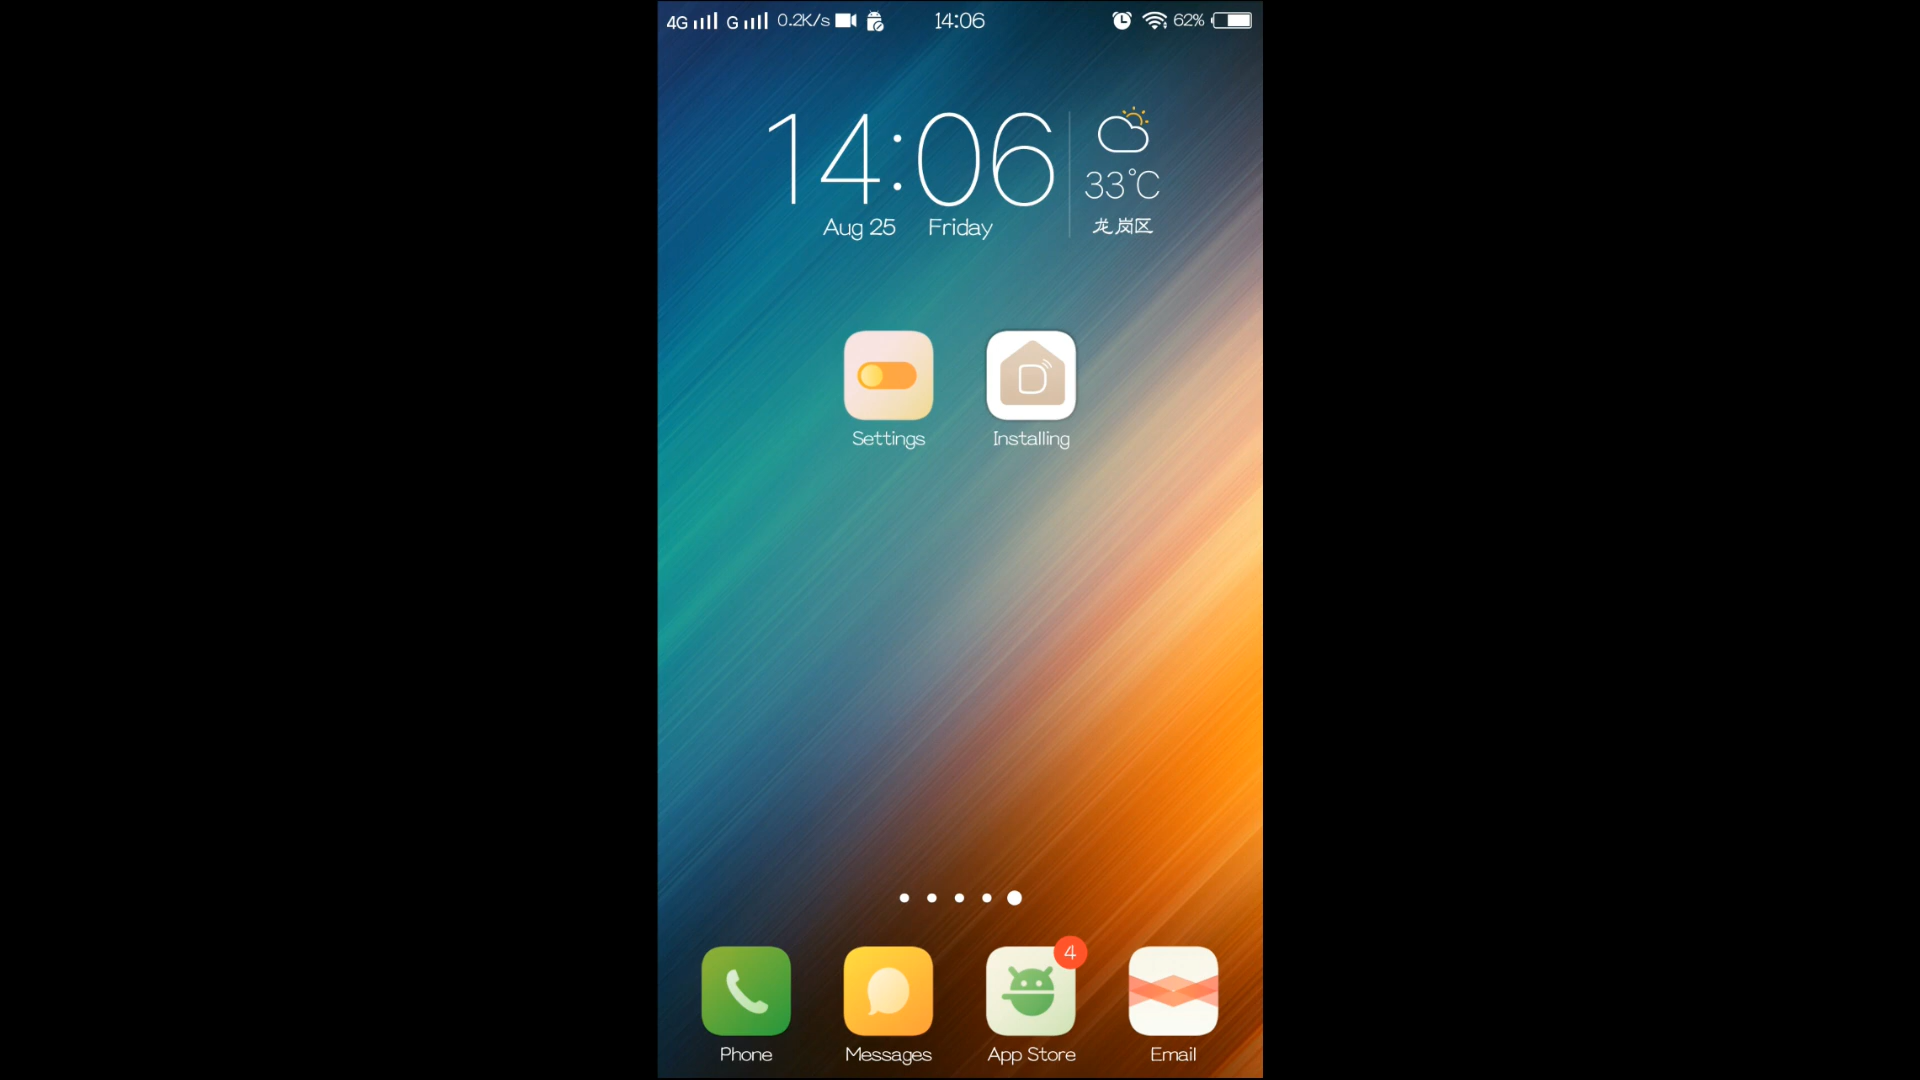 4G G 0.2K/s 14:06 62%
14:06
33°C
Aug 25 Friday
龙岗区
Settings Installing
D
4
Phone Messages App Store Email